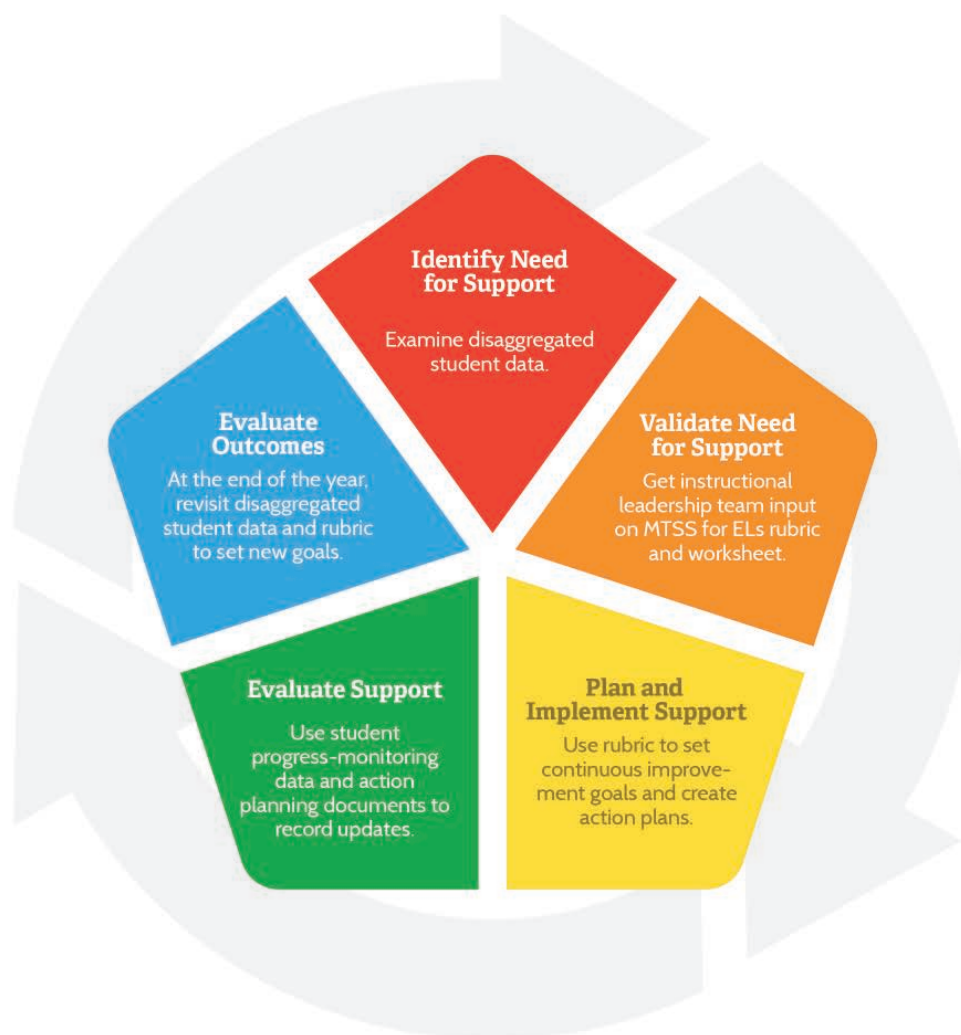 Identify Need
for Support
Examine disaggregated
student data.
Validate Need
for Support
Get instructional
leadership team input
on MTSS for ELs rubric
and worksheet.
Plan and
Implement Support
Use rubric to set
continuous improve-
ment goals and create
action plans.
Evaluate Support
Use student
progress-monitoring
data and action
planning documents to
record updates.
Evaluate
Outcomes
At the end of the year,
revisit disaggregated
student data and rubric
to set new goals.